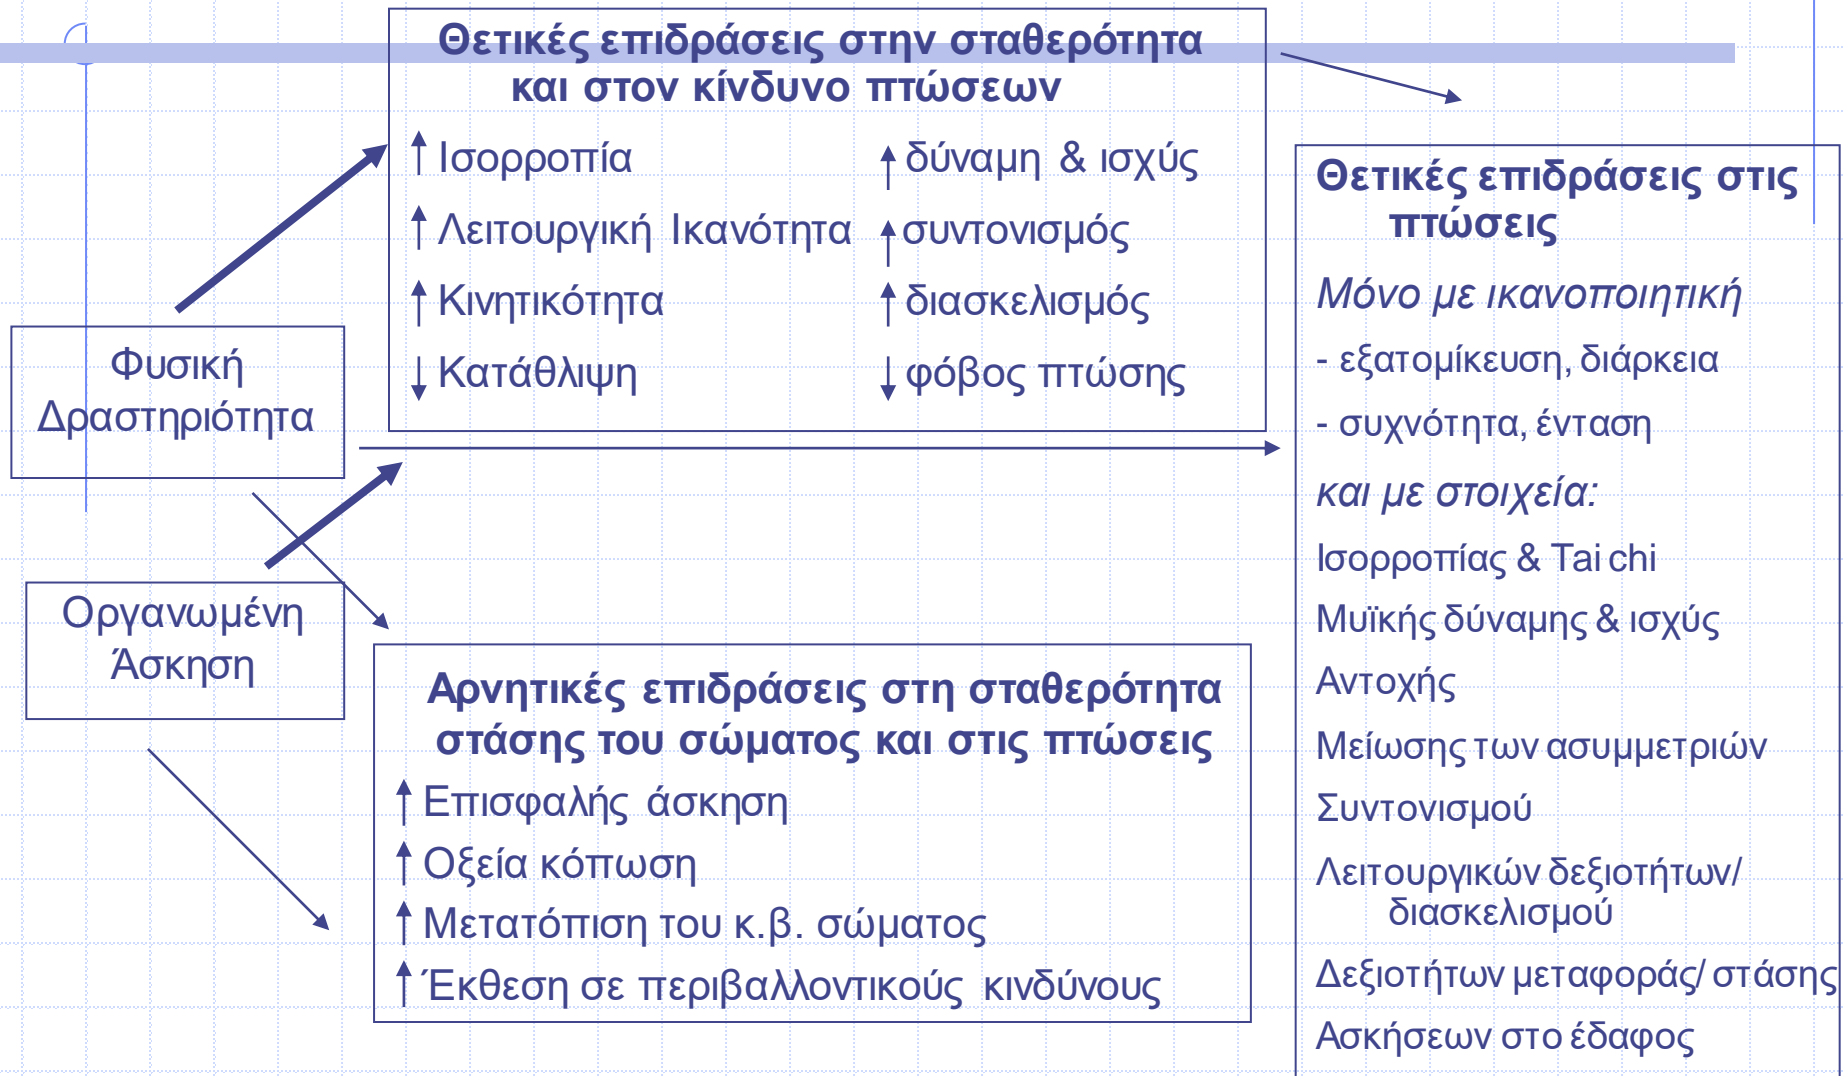 Θετικές επιδράσεις στην σταθερότητα
και στον κίνδυνο πτώσεων
↑ Ισορροπία ↑ δύναμη & ισχύς
↑ Λειτουργική Ικανότητα ↑ συντονισμός
↑ Κινητικότητα ↑ διασκελισμός
↓ Κατάθλιψη ↓ φόβος πτώσης
Φυσική
Δραστηριότητα
Οργανωμένη
Άσκηση
Αρνητικές επιδράσεις στη σταθερότητα
στάσης του σώματος και στις πτώσεις
↑ Επισφαλής άσκηση
↑ Οξεία κόπωση
↑ Μετατόπιση του κ.β. σώματος
↑ Έκθεση σε περιβαλλοντικούς κινδύνους
Θετικές επιδράσεις στις
πτώσεις
Μόνο με ικανοποιητική
- εξατομίκευση, διάρκεια
- συχνότητα, ένταση
και με στοιχεία:
Ισορροπίας & Tai chi
Μυϊκής δύναμης & ισχύς
Αντοχής
Μείωσης των ασυμμετριών
Συντονισμού
Λειτουργικών δεξιοτήτων/
διασκελισμού
Δεξιοτήτων μεταφοράς/ στάσης
Ασκήσεων στο έδαφος